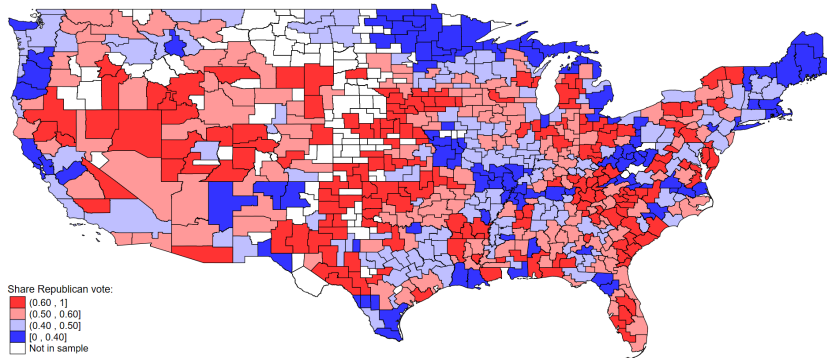 Share Republican vote:
(0.60 , 1]
(0.50 , 0.60]
(0.40 , 0.50]
[0 , 0.40]
Not in sample